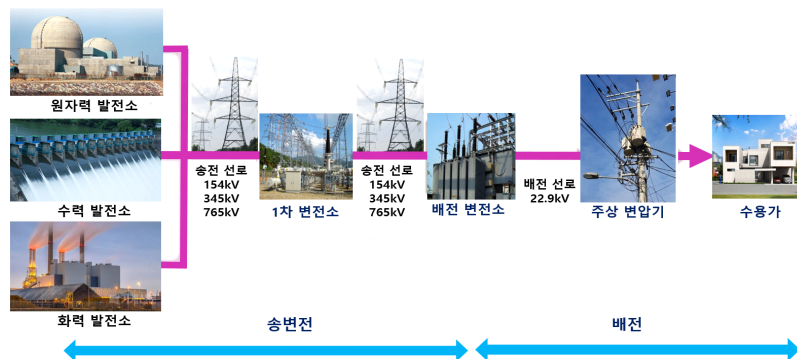 원자력 발전소
수력 발전소
화력 발전소
송전 선로
154kV
345kV
765kV
1차 변전소
송전 선로
154kV
345kV
765kV
배전 변전소
배전 선로
22.9kV
주상 변압기
수용가
송변전
배전